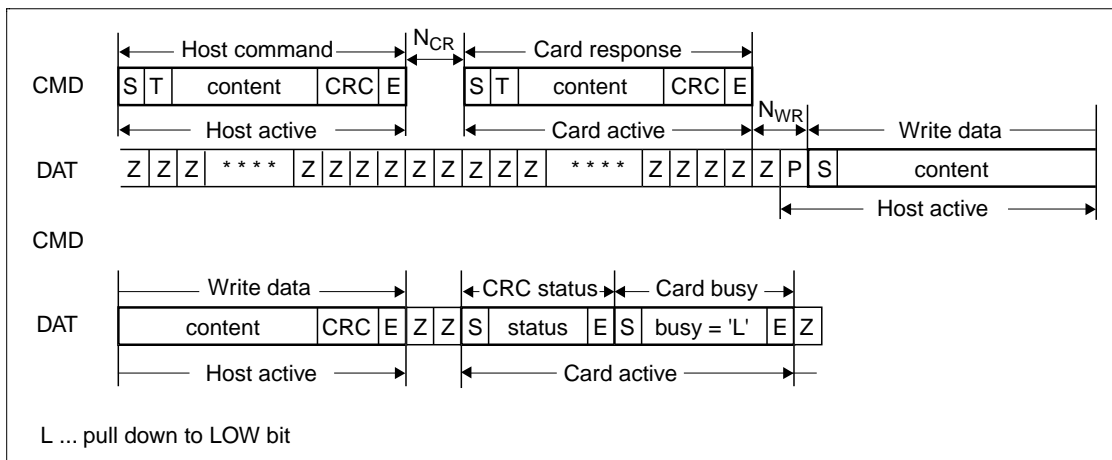 Host command N_CR Card response
CMD S T content CRC E S T content CRC E
Host active Card active N_WR Write data
DAT Z Z Z * * * * Z Z Z Z Z Z Z Z Z * * * * Z Z Z Z Z P S content
Host active
CMD
Write data CRC status Card busy
DAT content CRC E Z Z S status E S busy = 'L' E Z
Host active Card active
L ... pull down to LOW bit